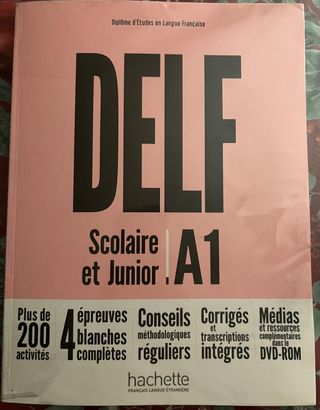 Diplôme d'Études en Langue Française
DELF
Scolaire
et Junior
A1
Plus de
200
activités
4 épreuves
blanches
complètes
Conseils
méthodologiques
réguliers
Corrigés
et
transcriptions
intégrés
Médias
et ressources
complémentaires
dans le
DVD-ROM
hachette
FRANÇAIS LANGUE ÉTRANGÈRE